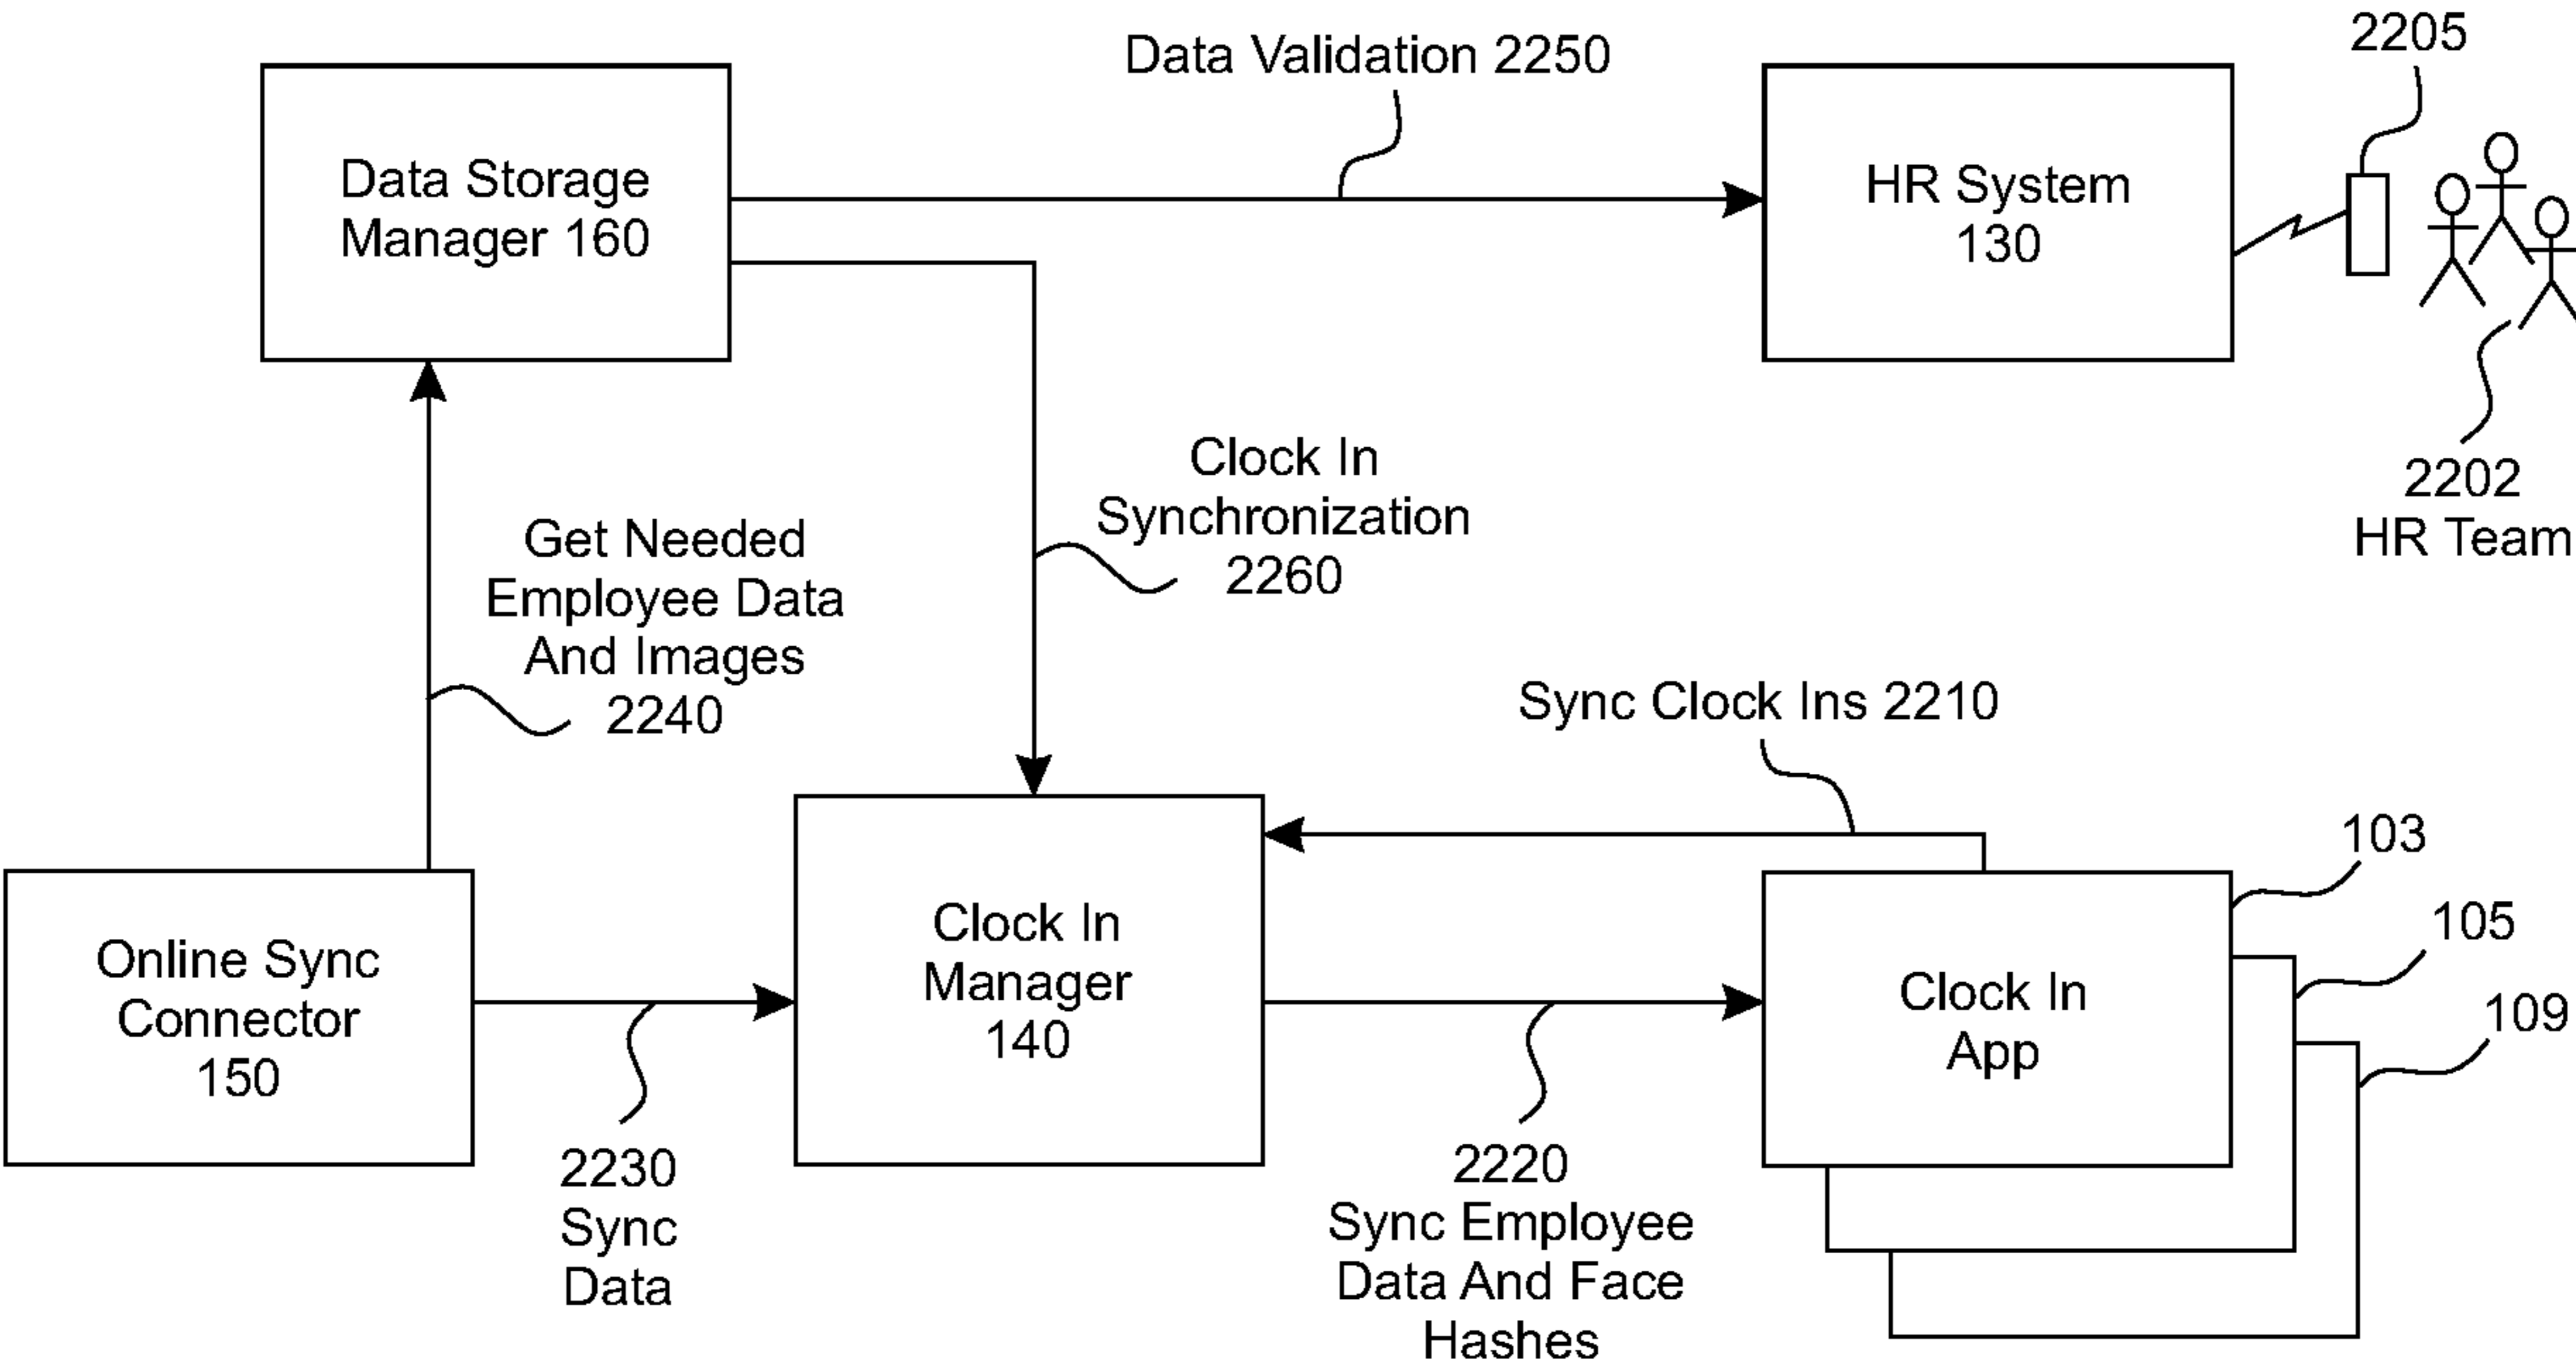 Data Validation 2250
2205
Data Storage
Manager 160
HR System
130
2202
HR Team
Clock In
Synchronization
2260
Get Needed
Employee Data
And Images
2240
Sync Clock Ins 2210
103
105
109
Online Sync
Connector
150
Clock In
Manager
140
Clock In
App
2230
Sync
Data
2220
Sync Employee
Data And Face
Hashes